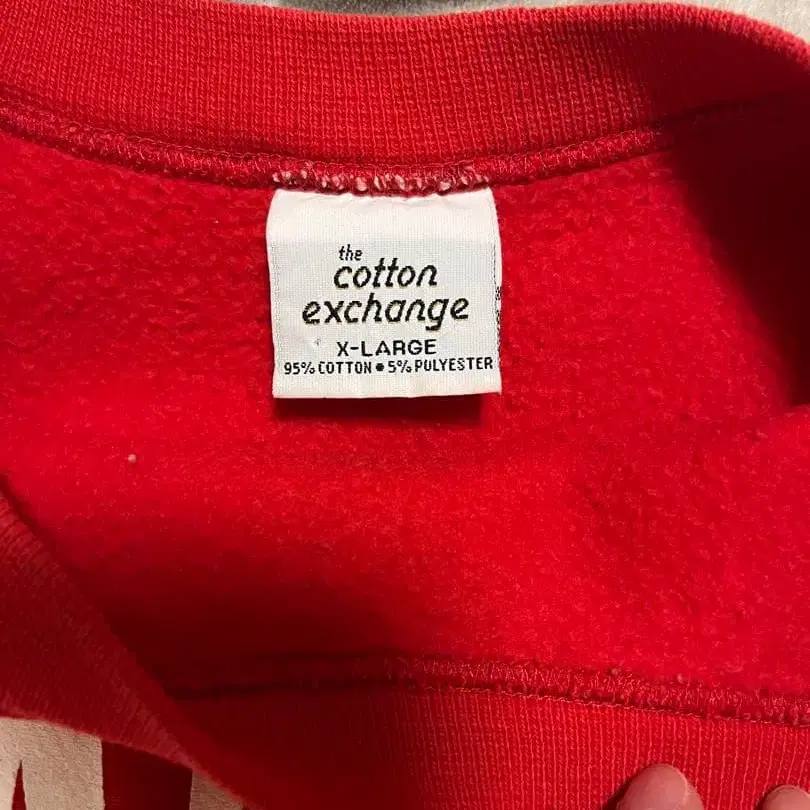 the
cotton
exchange
X-LARGE
95% COTTON • 5% POLYESTER